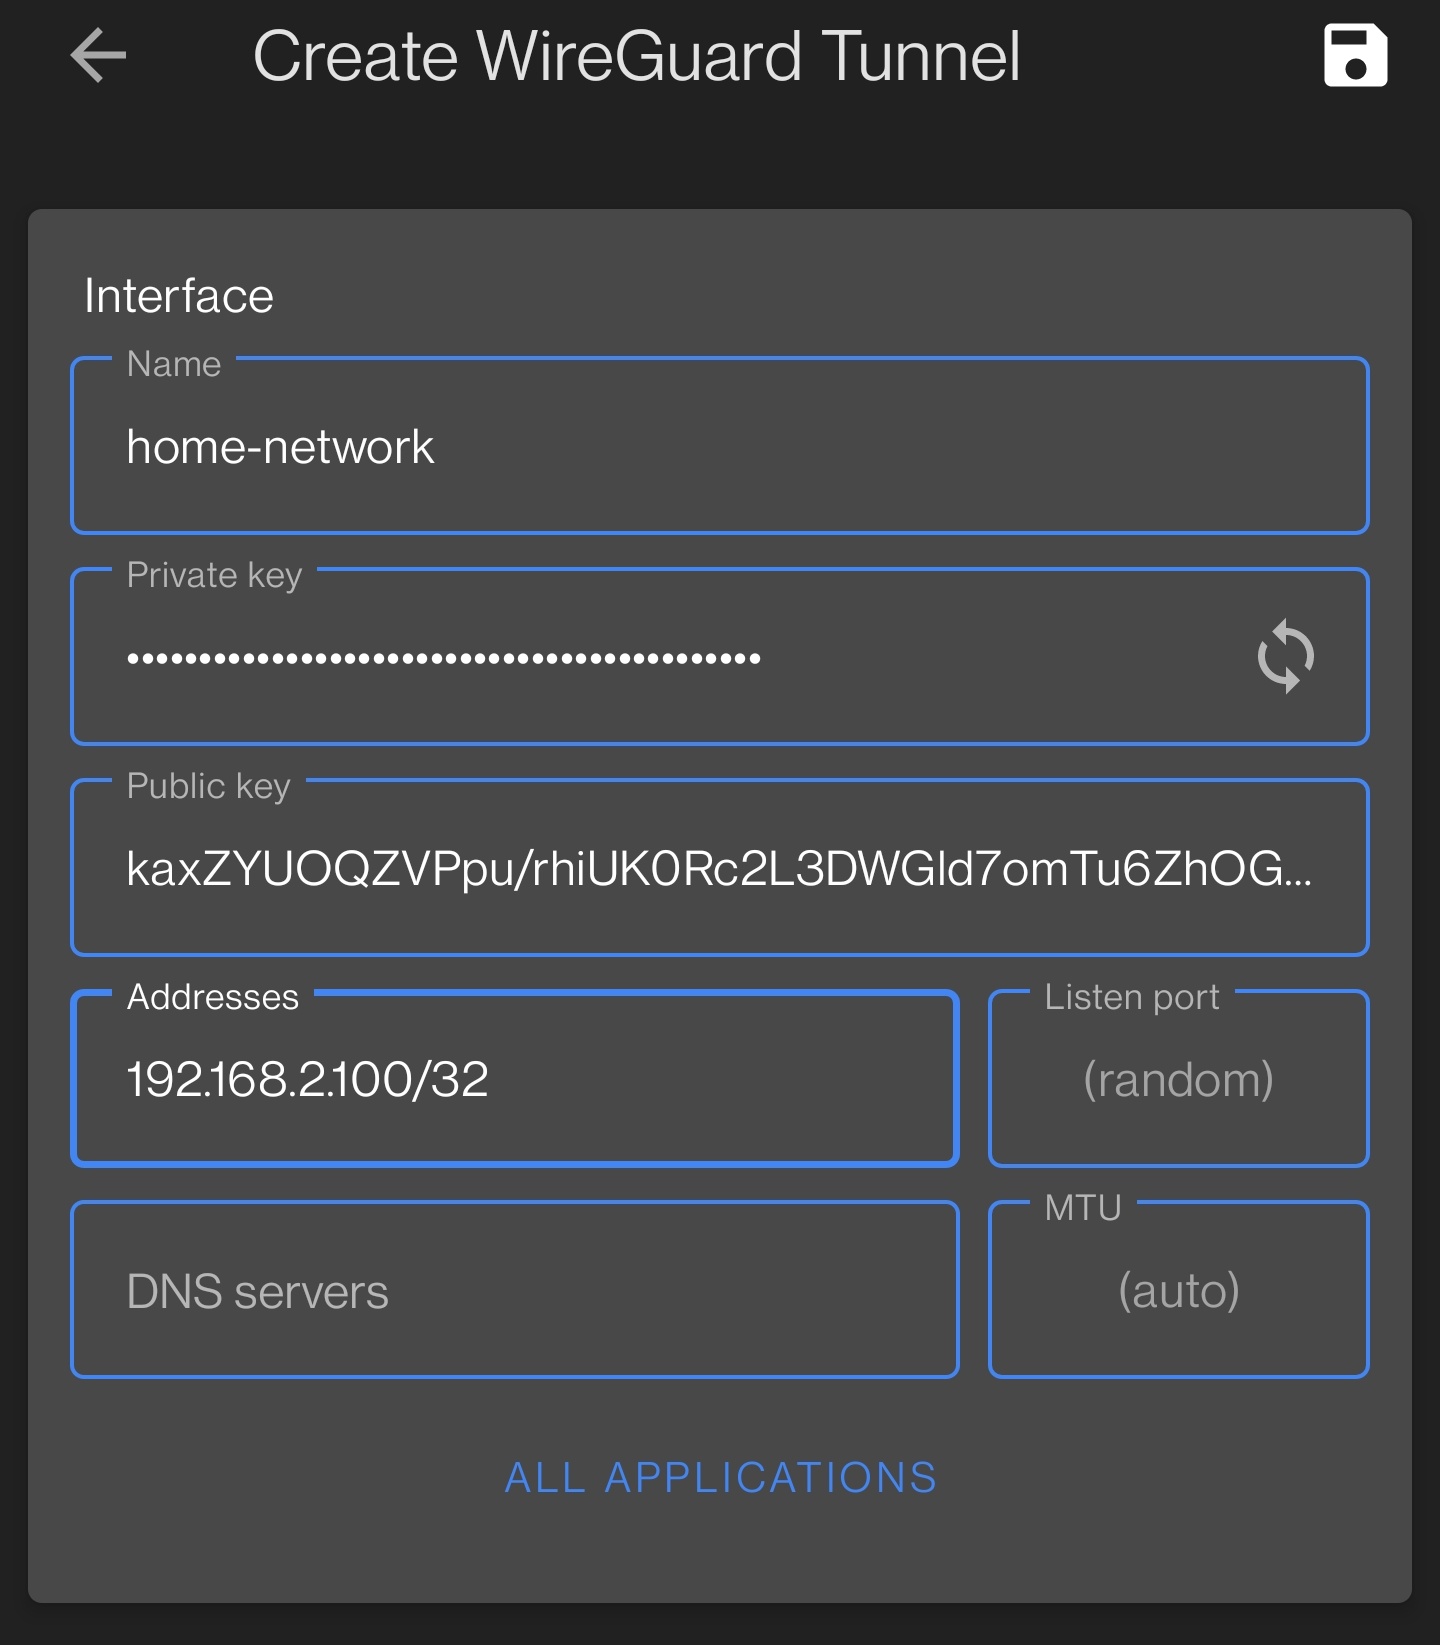 Create WireGuard Tunnel
Interface
Name
home-network
Private key
••••••••••••••••••••••••••••••••••••••••••••
Public key
kaxZYUOQZVPpu/rhiUK0Rc2L3DWGld7omTu6ZhOG...
Addresses
192.168.2.100/32
Listen port
(random)
DNS servers
MTU
(auto)
ALL APPLICATIONS